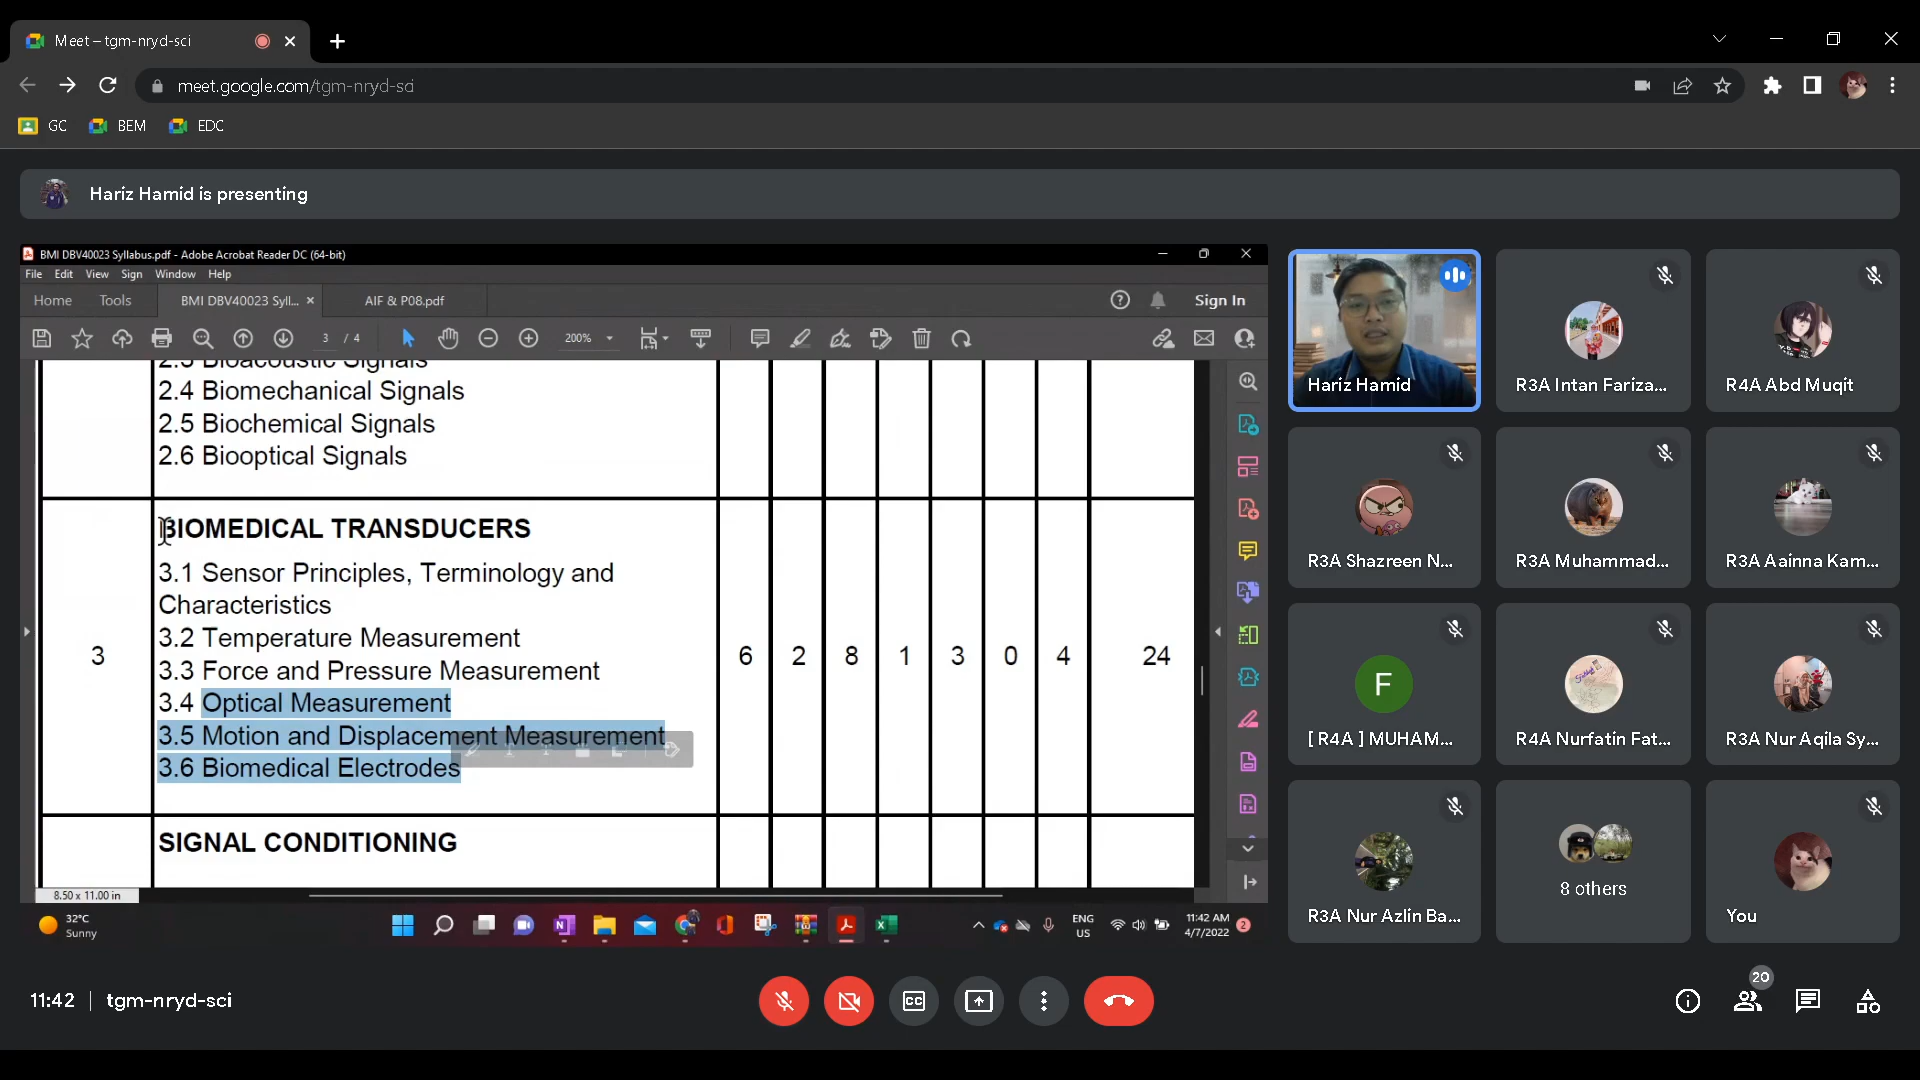 Meet – tgm-nryd-sci
meet.google.com/tgm-nryd-sci
GC
BEM
EDC
Hariz Hamid is presenting
BMI DBV40023 Syllabus.pdf - Adobe Acrobat Reader DC (64-bit)
File Edit View Sign Window Help
Home Tools BMI DBV40023 Syll... AIF & P08.pdf Sign In
3 / 4 200%
2.3 Bioacoustic Signals
2.4 Biomechanical Signals
2.5 Biochemical Signals
2.6 Biooptical Signals
BIOMEDICAL TRANSDUCERS
3.1 Sensor Principles, Terminology and
Characteristics
3.2 Temperature Measurement
3.3 Force and Pressure Measurement
3.4 Optical Measurement
3.5 Motion and Displacement Measurement
3.6 Biomedical Electrodes
3 6 2 8 1 3 0 4 24
SIGNAL CONDITIONING
8.50 x 11.00 in
32°C
Sunny
ENG
US
11:42 AM
4/7/2022
2
Hariz Hamid
R3A Intan Fariza...
R4A Abd Muqit
R3A Shazreen N...
R3A Muhammad...
R3A Aainna Kam...
F
[ R4A ] MUHAM...
R4A Nurfatin Fat...
R3A Nur Aqila Sy...
R3A Nur Azlin Ba...
8 others
You
11:42 tgm-nryd-sci
CC
20